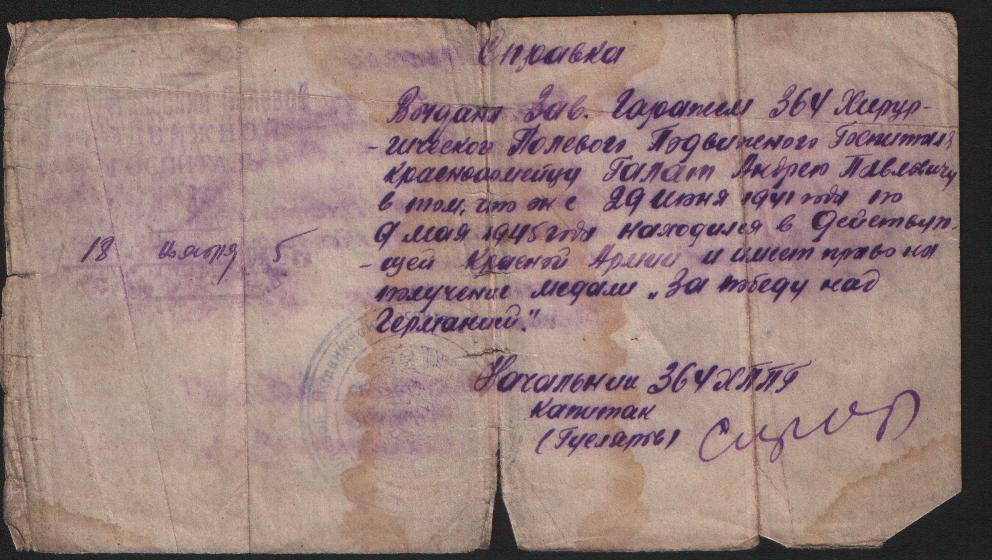 Справка
Выдана Зав. Гаражем 364 Хирур-
-гического Полевого Подвижного Госпиталя
красноармейцу Галат Андрею Павловичу
в том, что он с 29 июня 1941 года по
9 мая 1945 года находился в Действую-
-щей Красной Армии и имеет право на
получение медали „За победу над
Германией".
18 5
Начальник 364 ХППГ
Капитан
(Гусляров)